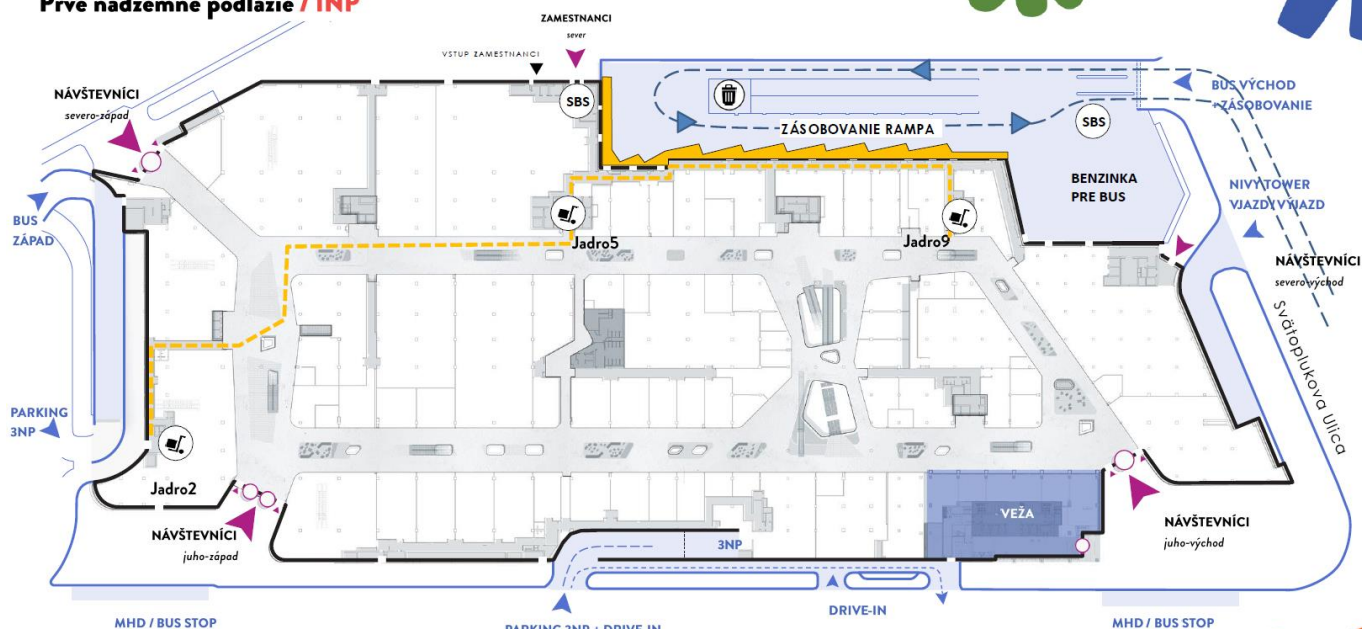 Prvé nadzemné podlažie / 1NP
ZAMESTNANCI
sever
VSTUP ZAMESTNANCI
NÁVŠTEVNÍCI
severo-západ
SBS
BUS VÝCHOD
+ZÁSOBOVANIE
SBS
ZÁSOBOVANIE RAMPA
BENZINKA
PRE BUS
NIVY TOWER
VJAZD/VÝJAZD
BUS
ZÁPAD
Jadro5
Jadro9
NÁVŠTEVNÍCI
severo-východ
Svätoplukova Ulica
PARKING
3NP
Jadro2
VEŽA
NÁVŠTEVNÍCI
juho-západ
NÁVŠTEVNÍCI
juho-východ
3NP
DRIVE-IN
MHD / BUS STOP
PARKING 3NP + DRIVE-IN
MHD / BUS STOP